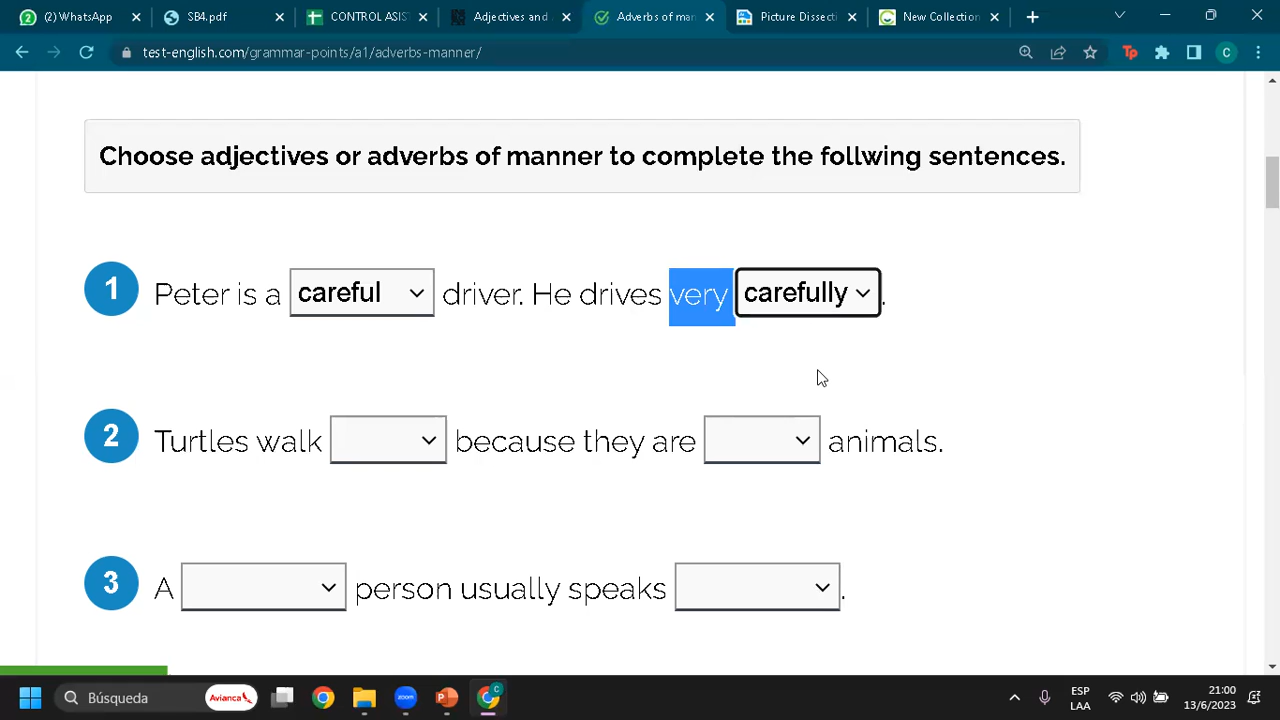 (2) WhatsApp
SB4.pdf
CONTROL ASIS
Adjectives and
Adverbs of man
Picture Dissecti
New Collection
test-english.com/grammar-points/a1/adverbs-manner/
Tp
C
Choose adjectives or adverbs of manner to complete the follwing sentences.
1 Peter is a careful driver. He drives very carefully.
2 Turtles walk because they are animals.
3 A person usually speaks .
Búsqueda
Avianca
zoom
P
C
ESP
LAA
21:00
13/6/2023